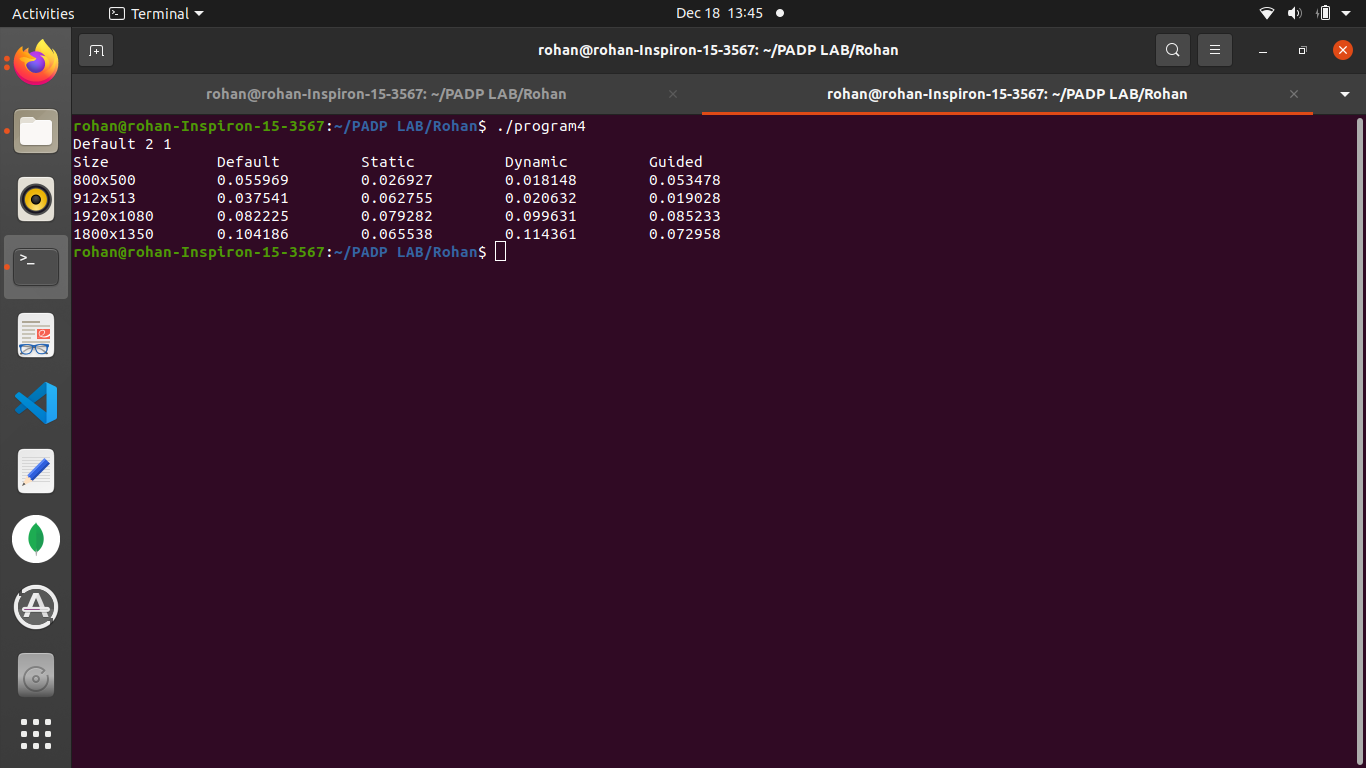 Activities Terminal Dec 18 13:45
rohan@rohan-Inspiron-15-3567: ~/PADP LAB/Rohan
rohan@rohan-Inspiron-15-3567: ~/PADP LAB/Rohan rohan@rohan-Inspiron-15-3567: ~/PADP LAB/Rohan
rohan@rohan-Inspiron-15-3567:~/PADP LAB/Rohan$ ./program4
Default 2 1
Size Default Static Dynamic Guided
800x500 0.055969 0.026927 0.018148 0.053478
912x513 0.037541 0.062755 0.020632 0.019028
1920x1080 0.082225 0.079282 0.099631 0.085233
1800x1350 0.104186 0.065538 0.114361 0.072958
rohan@rohan-Inspiron-15-3567:~/PADP LAB/Rohan$